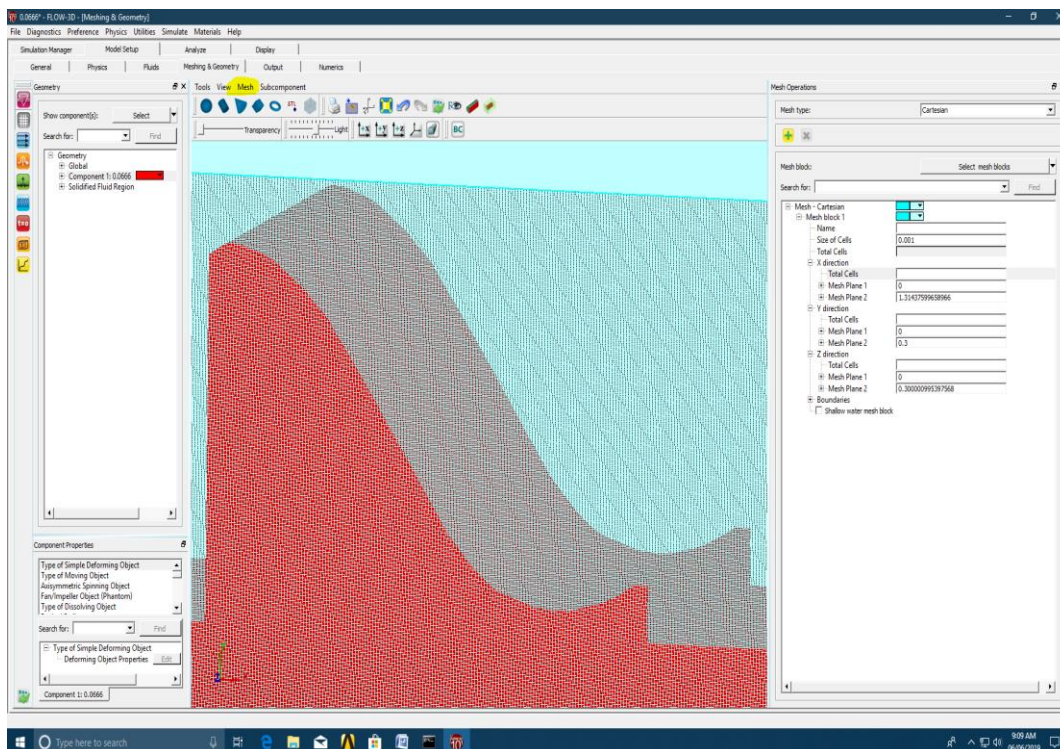 0.0666* - FLOW-3D - [Meshing & Geometry]
File Diagnostics Preference Physics Utilities Simulate Materials Help
Simulation Manager Model Setup Analyze Display
General Physics Fluids Meshing & Geometry Output Numerics
Geometry
Show component(s): Select
Search for: Find
Geometry
Global
Component 1: 0.0666
Solidified Fluid Region
Component Properties
Type of Simple Deforming Object
Type of Moving Object
Axisymmetric Spinning Object
Fan/Impeller Object (Phantom)
Type of Dissolving Object
Search for: Find
Type of Simple Deforming Object
Deforming Object Properties Edit
Component 1: 0.0666
Tools View Mesh Subcomponent
Transparency Light BC
Mesh Operations
Mesh type: Cartesian
Mesh block: Select mesh blocks
Search for: Find
Mesh - Cartesian
Mesh block 1
Name
Size of Cells 0.001
Total Cells
X direction
Total Cells
Mesh Plane 1 0
Mesh Plane 2 1.31437599658966
Y direction
Total Cells
Mesh Plane 1 0
Mesh Plane 2 0.3
Z direction
Total Cells
Mesh Plane 1 0
Mesh Plane 2 0.300000995397568
Boundaries
Shallow water mesh block
Type here to search
9:09 AM